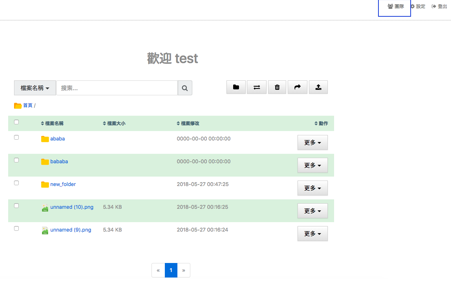 團隊 設定 登出
歡迎 test
檔案名稱 搜索...
首頁 /
檔案名稱 檔案大小 檔案修改 動作
ababa 0000-00-00 00:00:00 更多
bababa 0000-00-00 00:00:00 更多
new_folder 2018-05-27 00:47:25 更多
unnamed (10).png 5.34 KB 2018-05-27 00:16:25 更多
unnamed (9).png 5.34 KB 2018-05-27 00:16:24 更多
« 1 »